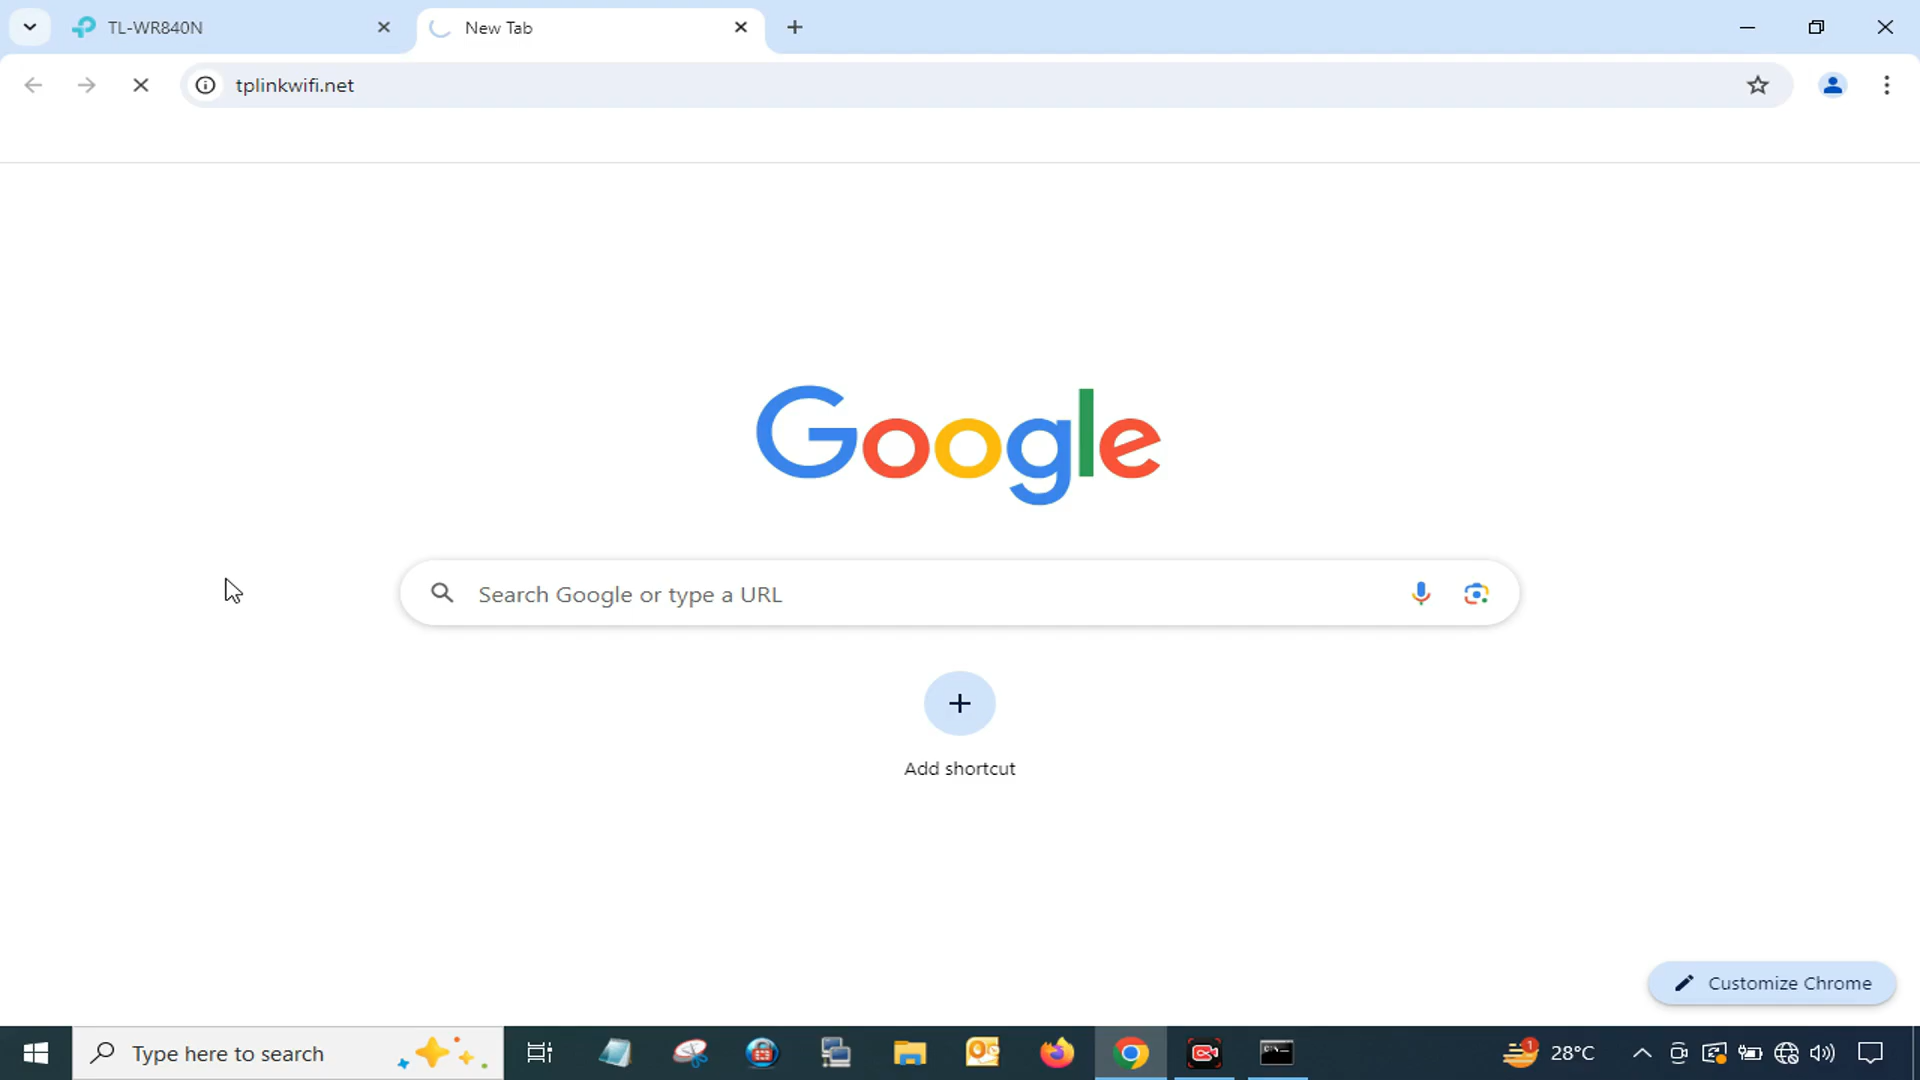 TL-WR840N
New Tab
tplinkwifi.net
Google
Search Google or type a URL
Add shortcut
Customize Chrome
Type here to search
1
28°C